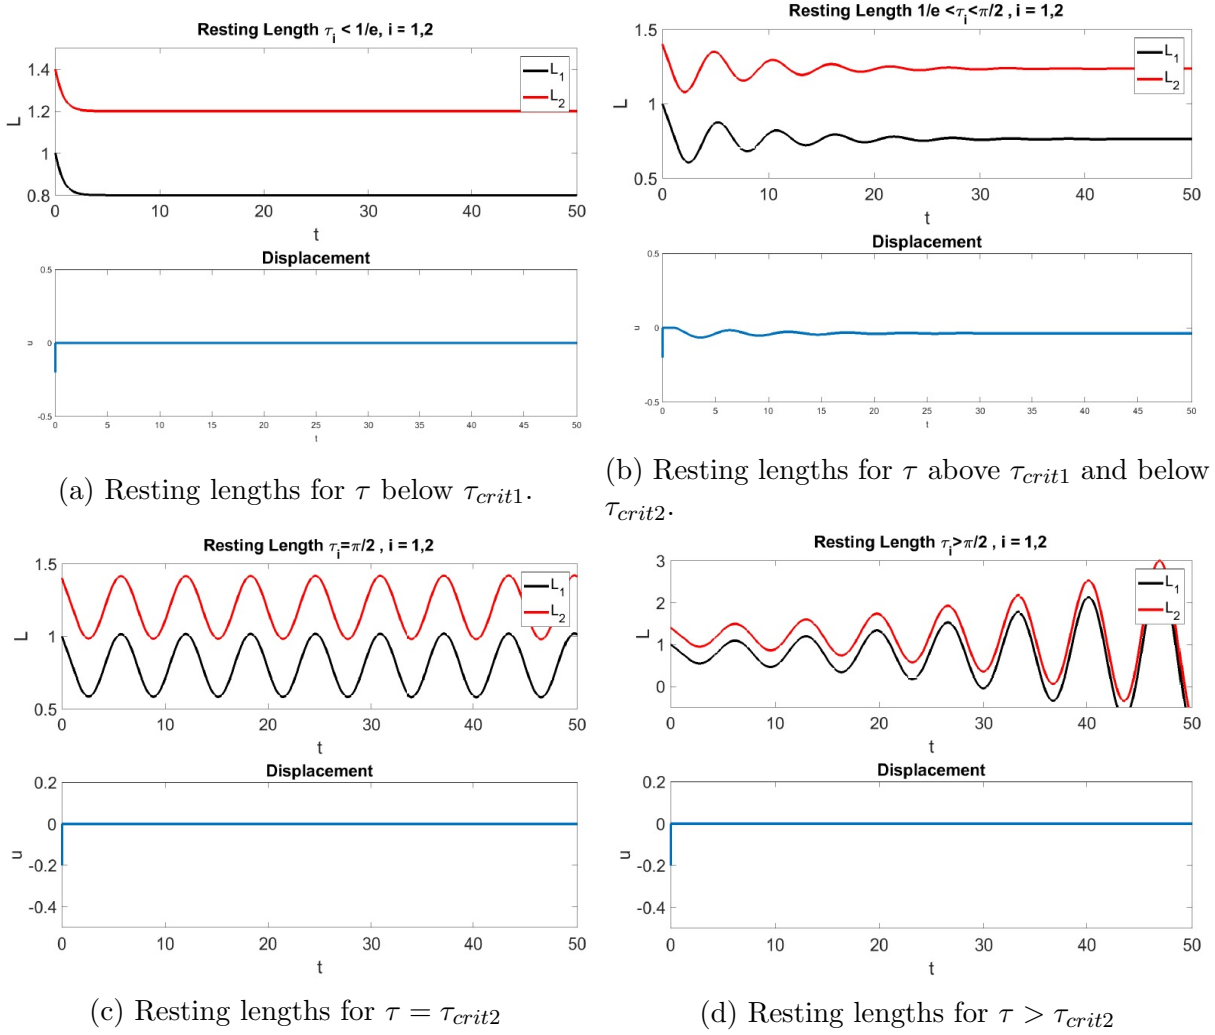 Resting Length τi < 1/e, i = 1,2
1.4
1.2
1
0.8
L
L1
L2
0 10 20 30 40 50
t
Displacement
0.5
0
-0.5
u
0 5 10 15 20 25 30 35 40 45 50
t
(a) Resting lengths for τ below τcrit1.
Resting Length 1/e <τi<π/2 , i = 1,2
1.5
1
0.5
L
L1
L2
0 10 20 30 40 50
t
Displacement
0.5
0
-0.5
u
0 5 10 15 20 25 30 35 40 45 50
t
(b) Resting lengths for τ above τcrit1 and below
τcrit2.
Resting Length τi=π/2 , i = 1,2
1.5
1
0.5
L
L1
L2
0 10 20 30 40 50
t
Displacement
0.2
0
-0.2
-0.4
u
0 10 20 30 40 50
t
(c) Resting lengths for τ = τcrit2
Resting Length τi>π/2 , i = 1,2
3
2
1
0
L
L1
L2
0 10 20 30 40 50
t
Displacement
0.2
0
-0.2
-0.4
u
0 10 20 30 40 50
t
(d) Resting lengths for τ > τcrit2